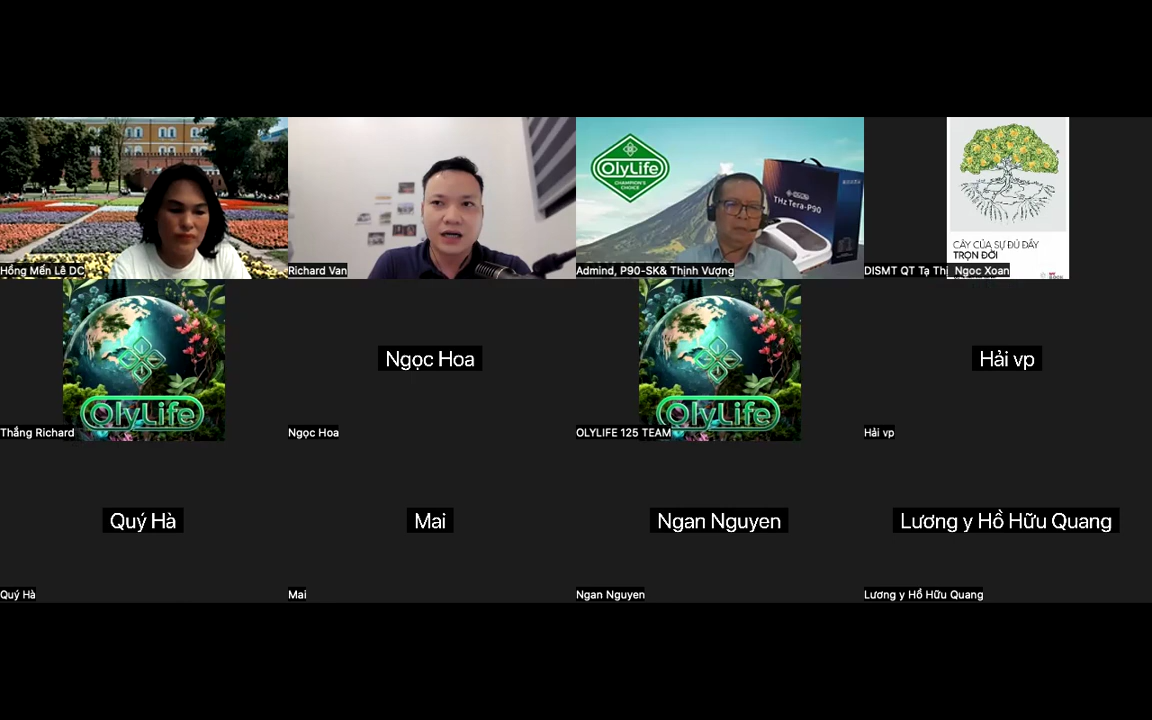 Hồng Mến Lê DC
Richard Van
OlyLife
CHAMPION'S
CHOICE
THz Tera-P90
Admind, P90-SK& Thịnh Vượng
CÂY CỦA SỰ ĐỦ ĐẦY
TRỌN ĐỜI
DISMT QT Tạ Thị Ngoc Xoan
OlyLife
Thắng Richard
Ngọc Hoa
Ngọc Hoa
OlyLife
OLYLIFE 125 TEAM
Hải vp
Hải vp
Quý Hà
Quý Hà
Mai
Mai
Ngan Nguyen
Ngan Nguyen
Lương y Hồ Hữu Quang
Lương y Hồ Hữu Quang